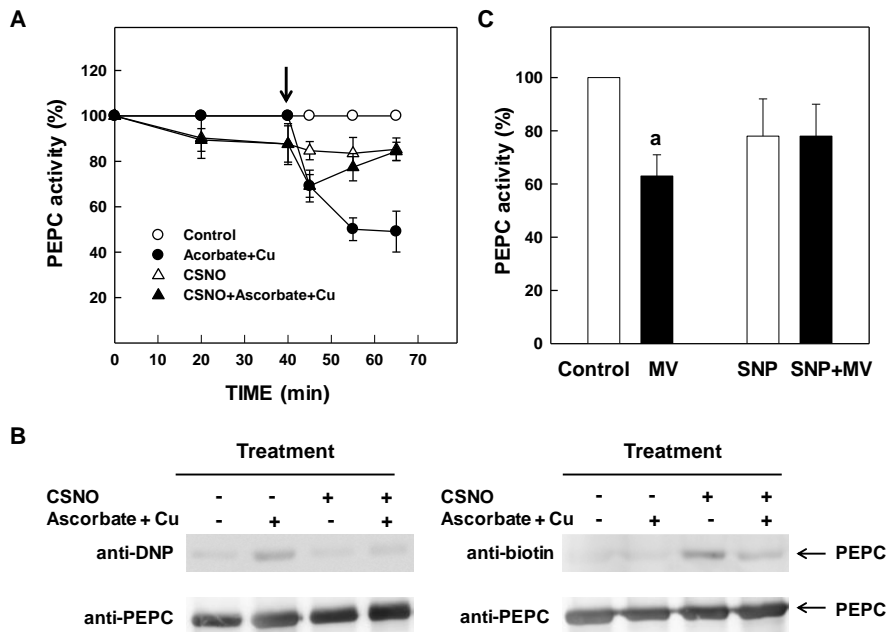 A
120
100
80
60
40
20
PEPC activity (%)
Control
Acorbate+Cu
CSNO
CSNO+Ascorbate+Cu
0 10 20 30 40 50 60 70
TIME (min)
C
100
80
60
40
20
0
PEPC activity (%)
a
Control MV SNP SNP+MV
B
Treatment
CSNO - - + +
Ascorbate + Cu - + - +
anti-DNP
anti-PEPC
Treatment
CSNO - - + +
Ascorbate + Cu - + - +
anti-biotin PEPC
anti-PEPC PEPC